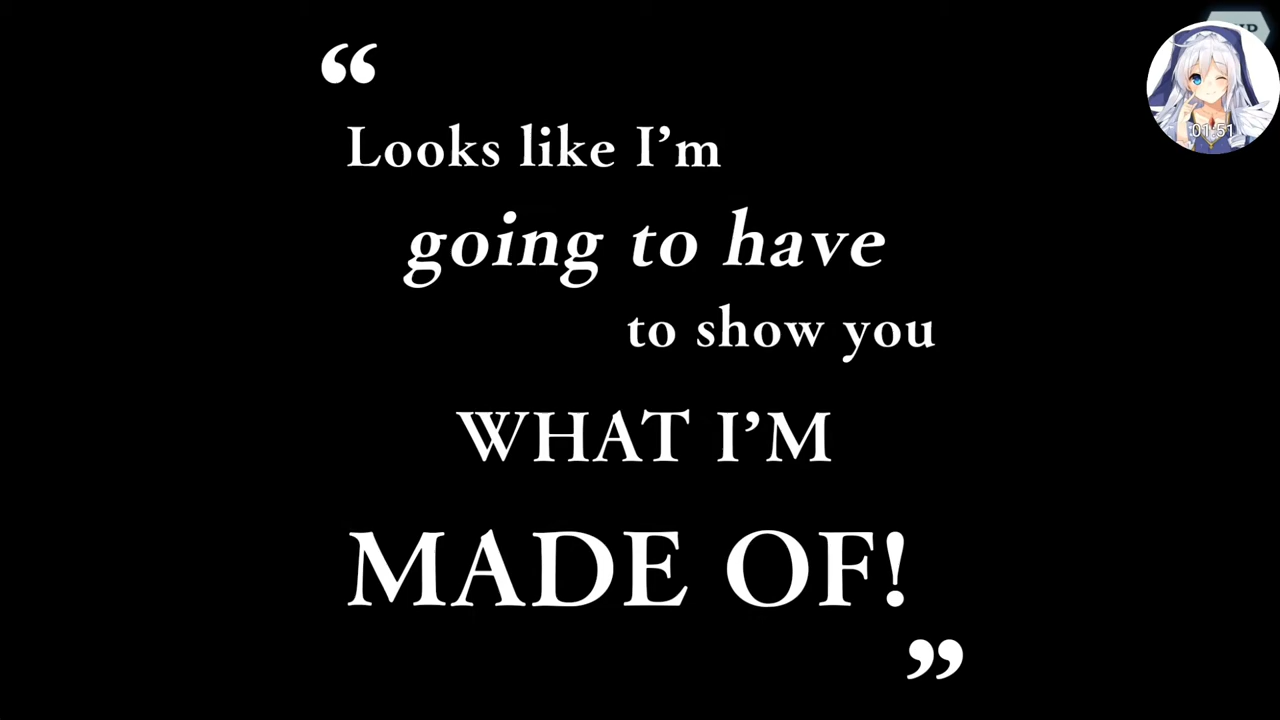 “
Looks like I’m
going to have
to show you
WHAT I’M
MADE OF!
”
01:51